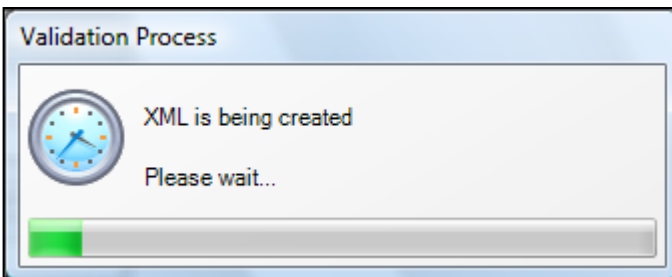 Validation Process
XML is being created
Please wait...